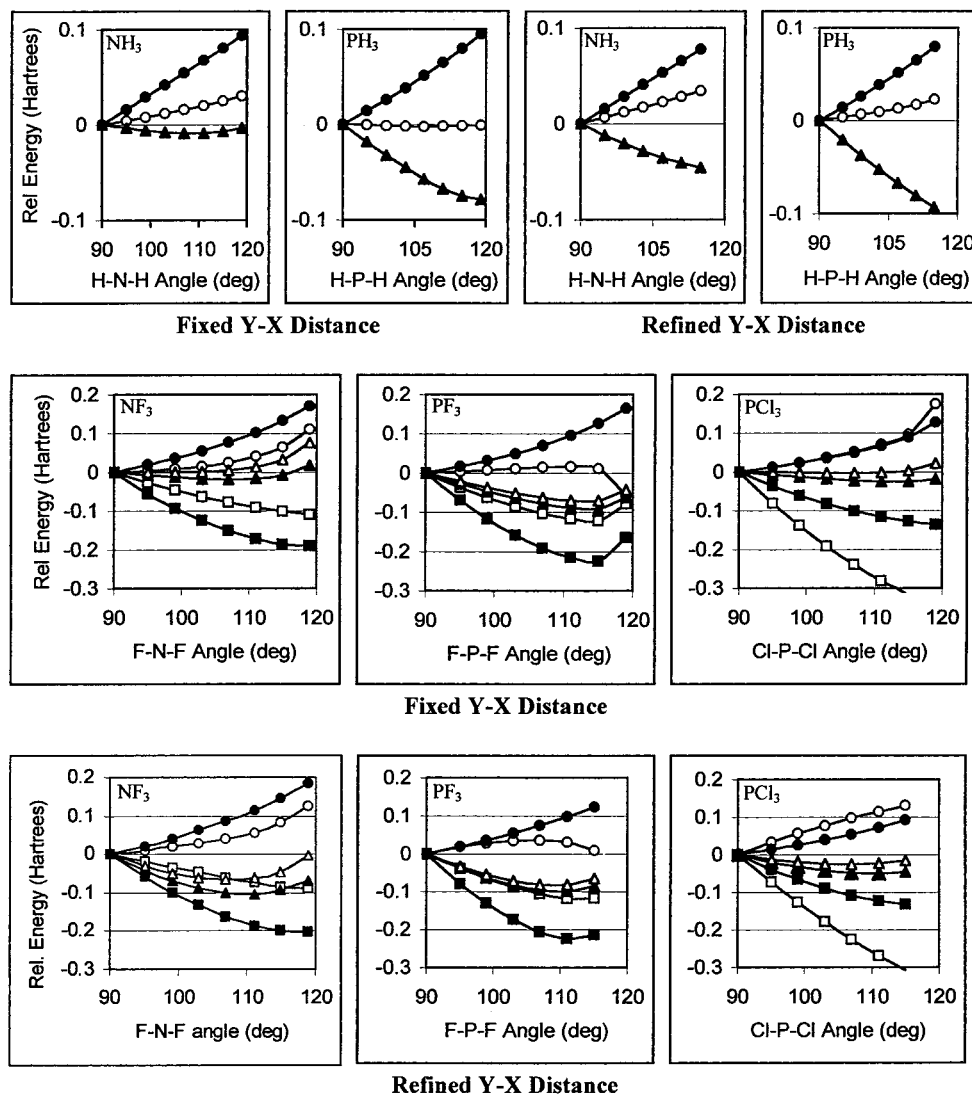 NH3 PH3 NH3 PH3
Rel Energy (Hartrees)
0.1 0.1 0.1 0.1
0 0 0 0
-0.1 -0.1 -0.1 -0.1
90 100 110 120 90 105 120 90 105 120 90 105 120
H-N-H Angle (deg) H-P-H Angle (deg) H-N-H Angle (deg) H-P-H Angle (deg)
Fixed Y-X Distance Refined Y-X Distance
NF3 PF3 PCl3
Rel Energy (Hartrees)
0.2 0.2 0.2
0.1 0.1 0.1
0 0 0
-0.1 -0.1 -0.1
-0.2 -0.2 -0.2
-0.3 -0.3 -0.3
90 100 110 120 90 100 110 120 90 100 110 120
F-N-F Angle (deg) F-P-F Angle (deg) Cl-P-Cl Angle (deg)
Fixed Y-X Distance
NF3 PF3 PCl3
Rel. Energy (Hartrees)
0.2 0.2 0.2
0.1 0.1 0.1
0 0 0
-0.1 -0.1 -0.1
-0.2 -0.2 -0.2
-0.3 -0.3 -0.3
90 100 110 120 90 100 110 120 90 100 110 120
F-N-F angle (deg) F-P-F Angle (deg) Cl-P-Cl Angle (deg)
Refined Y-X Distance